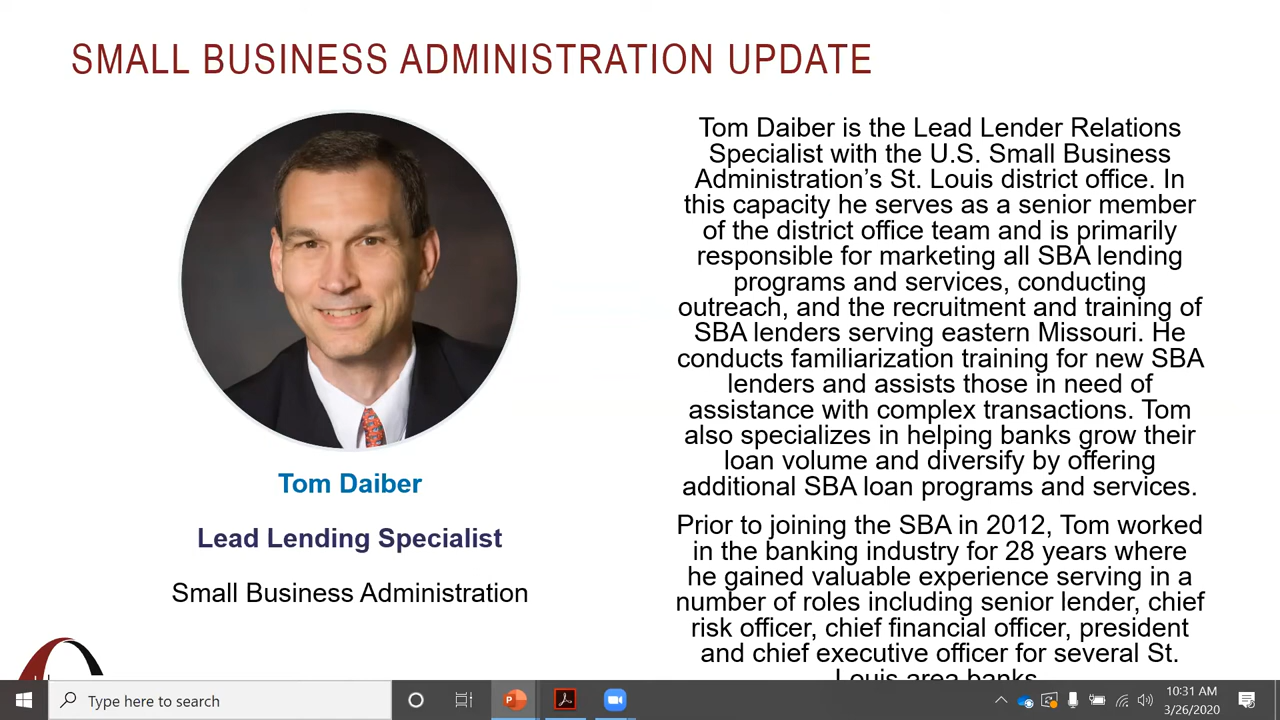 SMALL BUSINESS ADMINISTRATION UPDATE
Tom Daiber
Lead Lending Specialist
Small Business Administration
Tom Daiber is the Lead Lender Relations
Specialist with the U.S. Small Business
Administration’s St. Louis district office. In
this capacity he serves as a senior member
of the district office team and is primarily
responsible for marketing all SBA lending
programs and services, conducting
outreach, and the recruitment and training of
SBA lenders serving eastern Missouri. He
conducts familiarization training for new SBA
lenders and assists those in need of
assistance with complex transactions. Tom
also specializes in helping banks grow their
loan volume and diversify by offering
additional SBA loan programs and services.
Prior to joining the SBA in 2012, Tom worked
in the banking industry for 28 years where
he gained valuable experience serving in a
number of roles including senior lender, chief
risk officer, chief financial officer, president
and chief executive officer for several St.
Louis area banks.
Type here to search
10:31 AM
3/26/2020